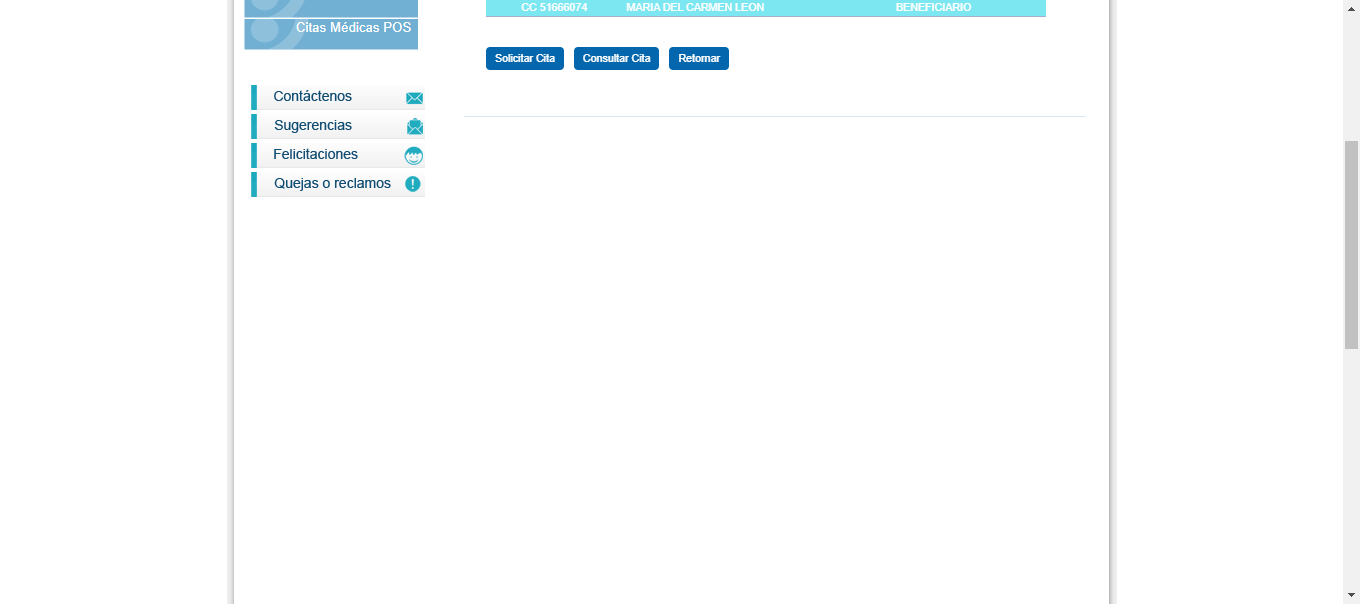 CC 51666074 MARIA DEL CARMEN LEON BENEFICIARIO
Citas Médicas POS
Solicitar Cita Consultar Cita Retornar
Contáctenos
Sugerencias
Felicitaciones
Quejas o reclamos